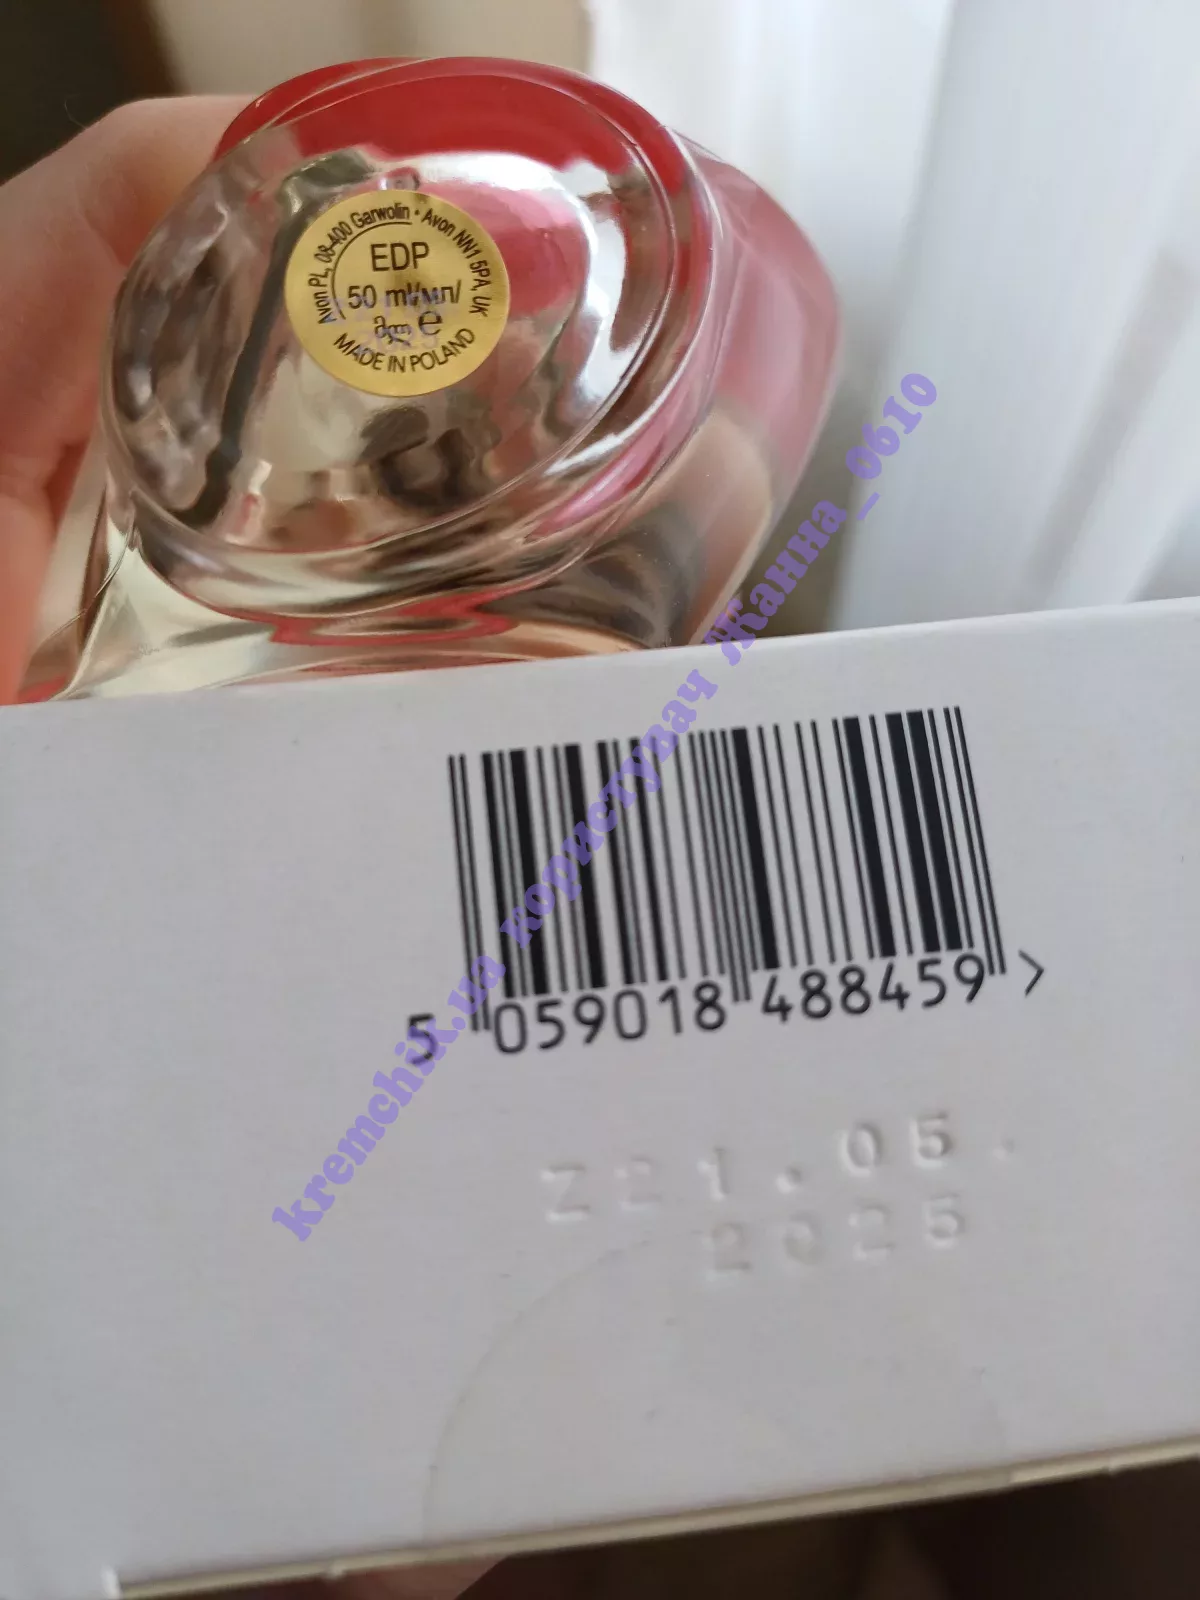 Avon PL, 08-400 Garwolin • Avon NN1 5PA, UK
EDP
50 ml/мл/
მლ e
MADE IN POLAND
kremchik.ua користувач Жанна_0610
5 059018 488459 >
Z21.05.
2025